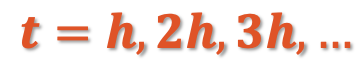 t = h, 2h, 3h, ...